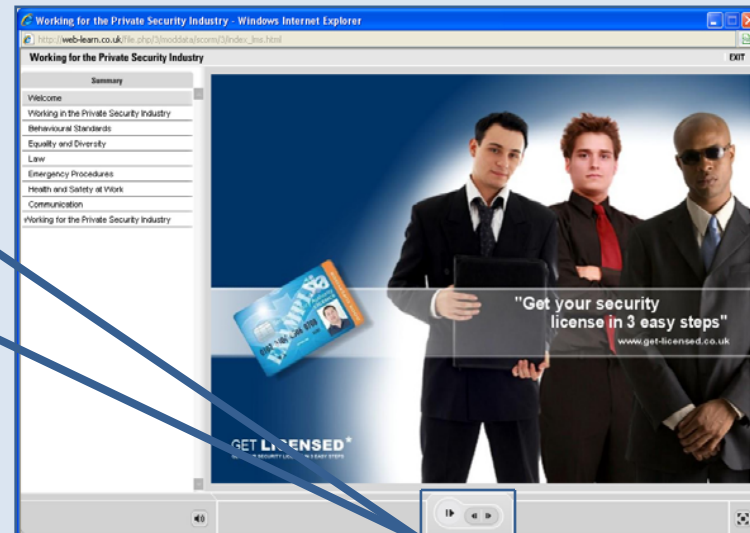 Working for the Private Security Industry - Windows Internet Explorer
http://web-learn.co.uk/file.php/3/moddata/scorm/3/index_lms.html
Working for the Private Security Industry
EXIT
Summary
Welcome
Working in the Private Security Industry
Behavioural Standards
Equality and Diversity
Law
Emergency Procedures
Health and Safety at Work
Communication
Working for the Private Security Industry
"Get your security
license in 3 easy steps"
www.get-licensed.co.uk
GET LICENSED*